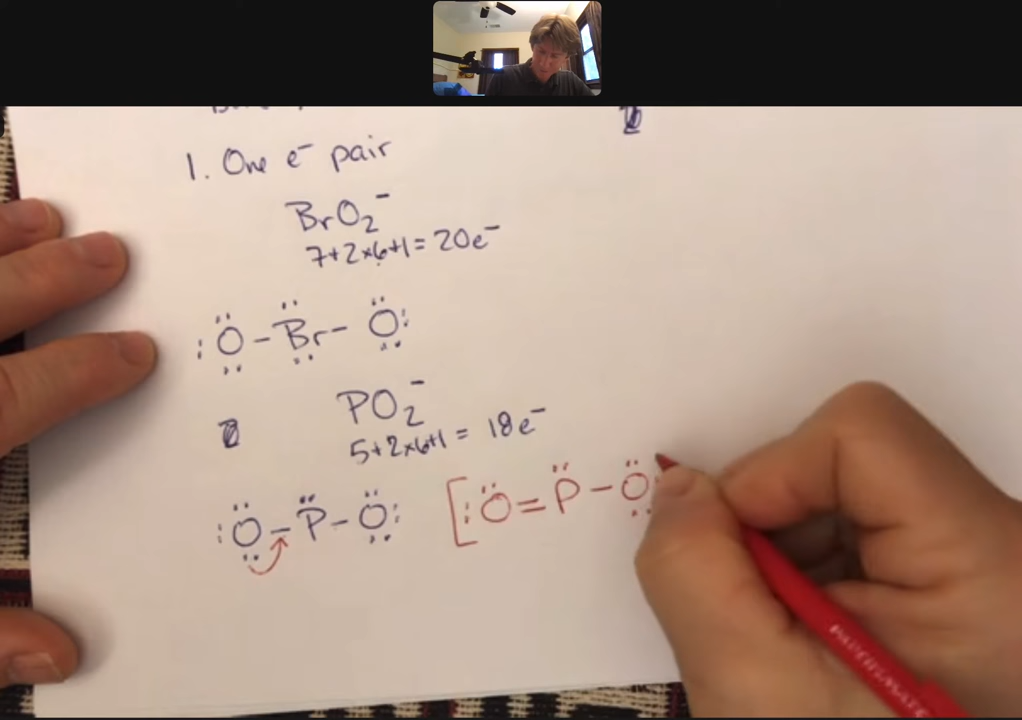 1. One e⁻ pair
BrO₂⁻
7+2×6+1 = 20e⁻
:Ö - B̈r - Ö:
PO₂⁻
5+2×6+1 = 18e⁻
:Ö - P̈ - Ö:
[:Ö = P̈ - Ö